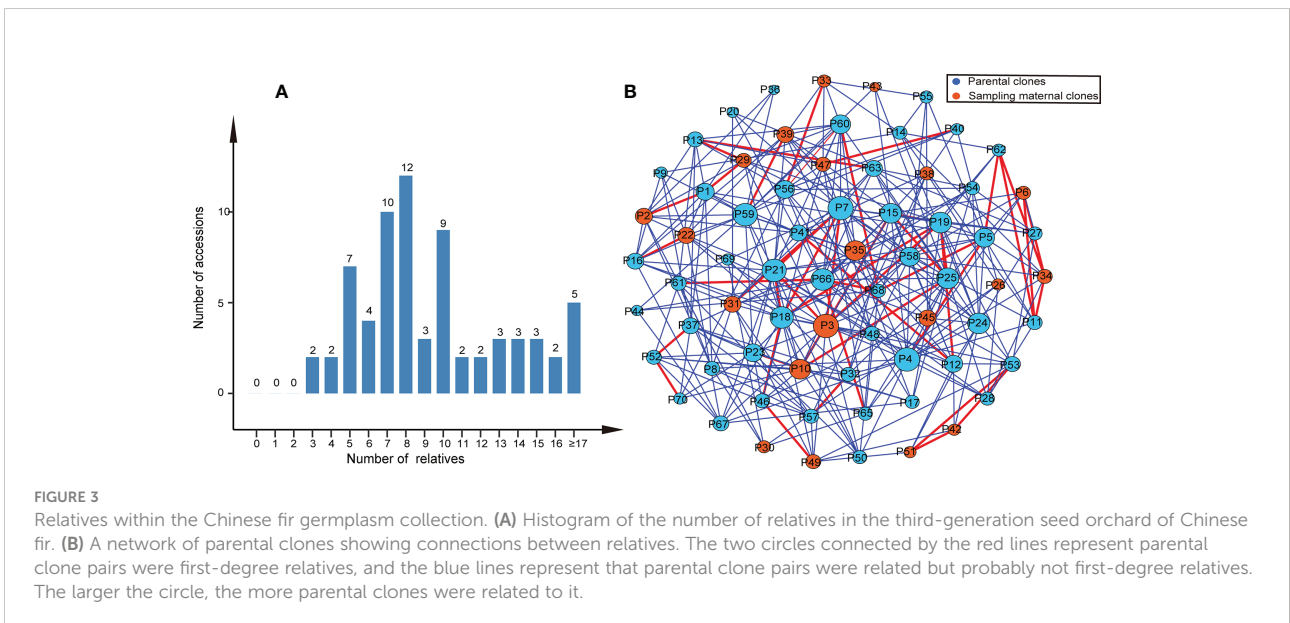 A
B
Number of accessions
10
5
0
0
0
0
2
2
7
4
10
12
3
9
2
2
3
3
3
2
5
0
1
2
3
4
5
6
7
8
9
10
11
12
13
14
15
16
≥17
Number of relatives
Parental clones
Sampling maternal clones
P33
P43
P36
P55
P20
P60
P40
P13
P39
P14
P62
P29
P47
P63
P38
P9
P1
P56
P54
P6
P2
P59
P7
P15
P19
P22
P41
P5
P27
P16
P69
P35
P58
P61
P21
P66
P68
P25
P26
P34
P44
P31
P18
P3
P45
P24
P11
P37
P48
P52
P23
P4
P12
P53
P8
P10
P32
P70
P46
P17
P28
P67
P57
P65
P42
P30
P49
P50
P51
FIGURE 3
Relatives within the Chinese fir germplasm collection. (A) Histogram of the number of relatives in the third-generation seed orchard of Chinese
fir. (B) A network of parental clones showing connections between relatives. The two circles connected by the red lines represent parental
clone pairs were first-degree relatives, and the blue lines represent that parental clone pairs were related but probably not first-degree relatives.
The larger the circle, the more parental clones were related to it.